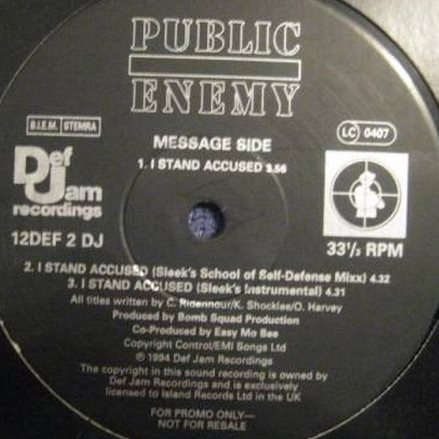 PUBLIC
ENEMY
B.I.E.M. STEMRA
LC 0407
MESSAGE SIDE
1. I STAND ACCUSED 3.56
Def
Jam
recordings
12DEF 2 DJ
33⅓ RPM
2. I STAND ACCUSED (Sleek's School of Self-Defense Mixx) 4.32
3. I STAND ACCUSED (Sleek's Instrumental) 4.31
All titles written by C. Ridenhour/K. Shocklee/G. Harvey
Produced by Bomb Squad Production
Co-Produced by Easy Mo Bee
Copyright Control/EMI Songs Ltd
℗ 1994 Def Jam Recordings
The copyright in this sound recording is owned by
Def Jam Recordings and is exclusively
licensed to Island Records Ltd in the UK
FOR PROMO ONLY—
NOT FOR RESALE